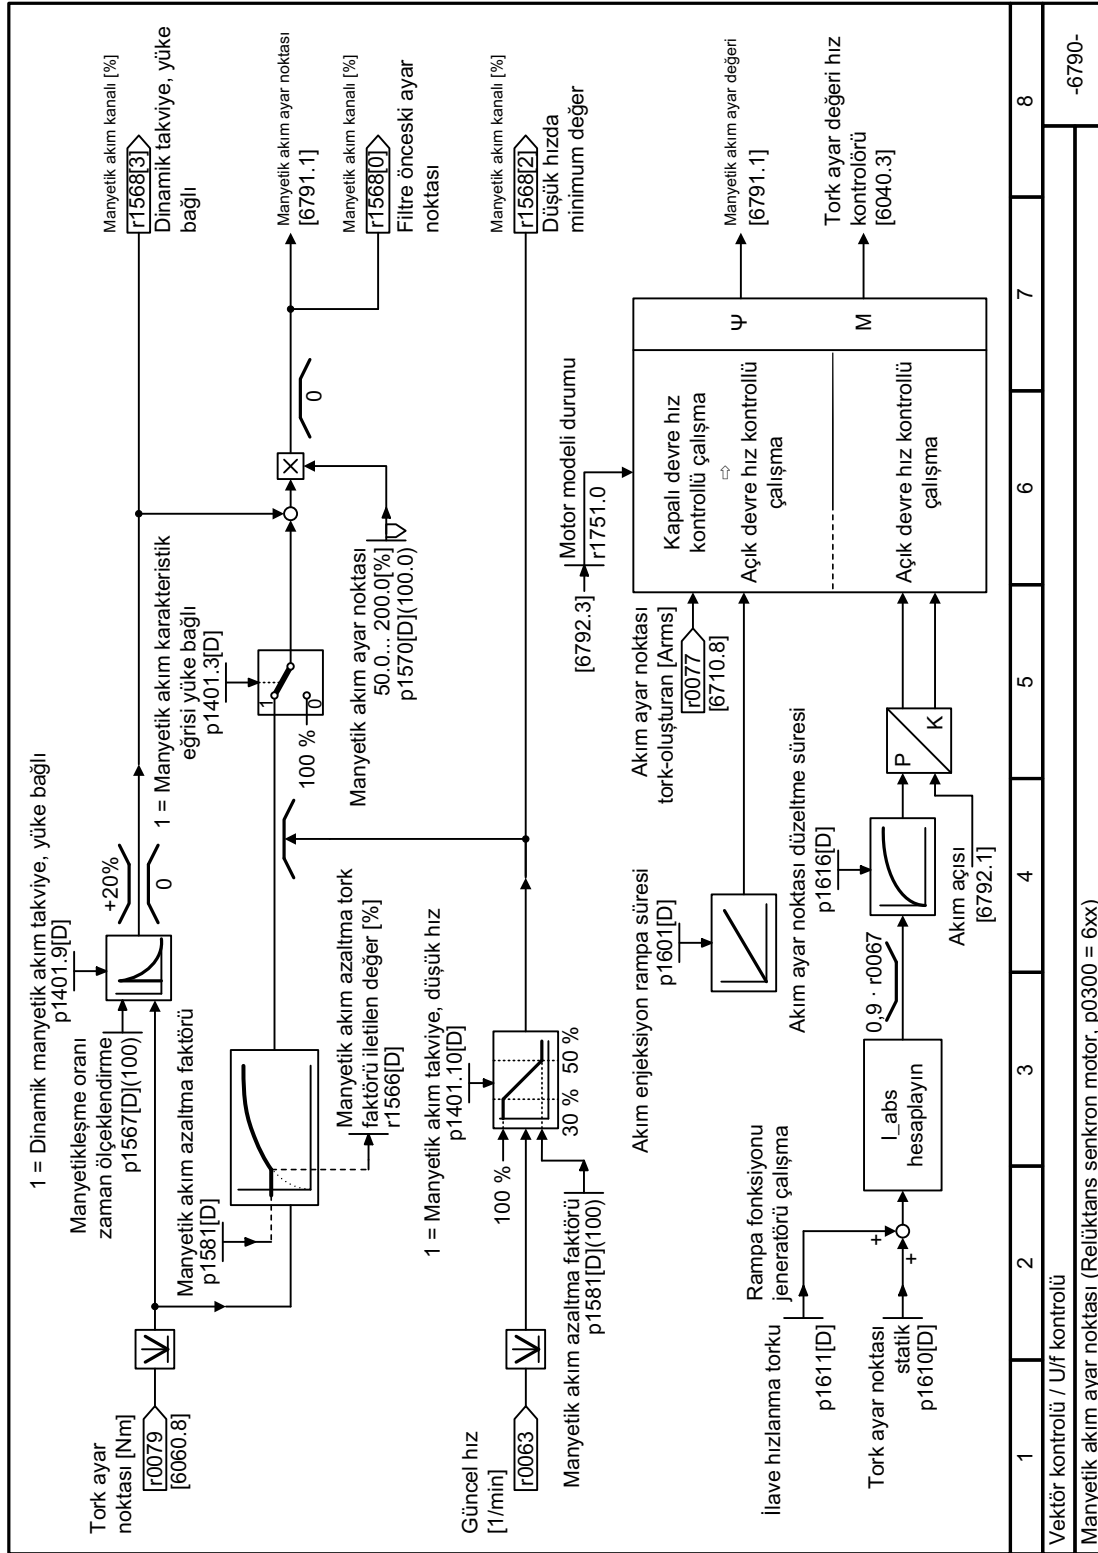 1 = Dinamik manyetik akım takviye, yüke bağlı
p1401.9[D]
Manyetikleşme oranı
zaman ölçeklendirme
p1567[D](100)
+20%
0
Manyetik akım kanalı [%]
r1568[3]
Dinamik takviye, yüke
bağlı
Tork ayar
noktası [Nm]
r0079
[6060.8]
Manyetik akım azaltma faktörü
p1581[D]
Manyetik akım azaltma tork
faktörü iletilen değer [%]
r1566[D]
1 = Manyetik akım karakteristik
eğrisi yüke bağlı
p1401.3[D]
1
0
100 %
Manyetik akım ayar noktası
50.0... 200.0[%]
p1570[D](100.0)
0
Manyetik akım ayar noktası
[6791.1]
Manyetik akım kanalı [%]
r1568[0]
Filtre önceski ayar
noktası
1 = Manyetik akım takviye, düşük hız
p1401.10[D]
100 %
30 %
50 %
Güncel hız
[1/min]
r0063
Manyetik akım azaltma faktörü
p1581[D](100)
Manyetik akım kanalı [%]
r1568[2]
Düşük hızda
minimum değer
[6792.3]
Motor modeli durumu
r1751.0
Akım ayar noktası
tork-oluşturan [Arms]
r0077
[6710.8]
Akım enjeksiyon rampa süresi
p1601[D]
Kapalı devre hız
kontrollü çalışma
⇨
Açık devre hız kontrollü
çalışma
Ψ
Manyetik akım ayar değeri
[6791.1]
Açık devre hız kontrollü
çalışma
M
Tork ayar değeri hız
kontrolörü
[6040.3]
İlave hızlanma torku
p1611[D]
Rampa fonksiyonu
jeneratörü çalışma
Tork ayar noktası
statik
p1610[D]
+
+
I_abs
hesaplayın
0,9 · r0067
Akım ayar noktası düzeltme süresi
p1616[D]
P
K
Akım açısı
[6792.1]
1
2
3
4
5
6
7
8
Vektör kontrolü / U/f kontrolü
-6790-
Manyetik akım ayar noktası (Relüktans senkron motor, p0300 = 6xx)